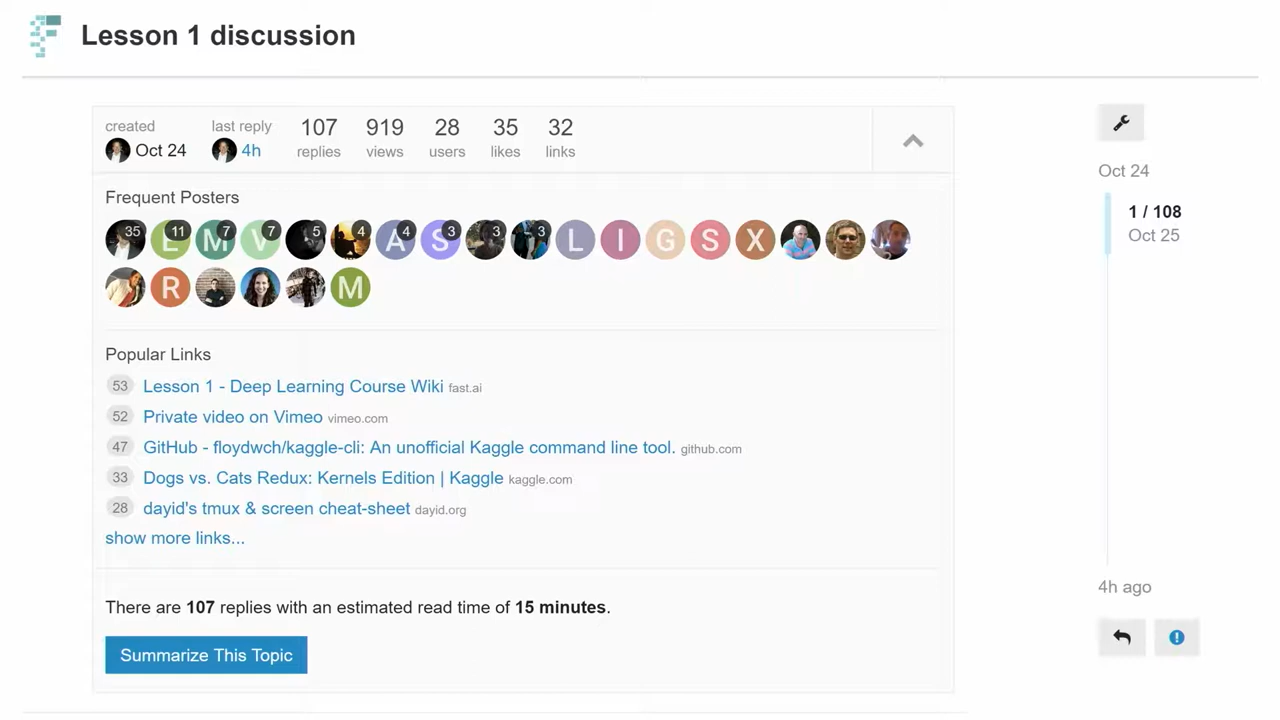 Lesson 1 discussion
created last reply 107 919 28 35 32
Oct 24 4h replies views users likes links
Oct 24
Frequent Posters
1 / 108
Oct 25
35 11 7 7 5 4 4 3 3 3
L M V A S L I G S X
R M
Popular Links
53 Lesson 1 - Deep Learning Course Wiki fast.ai
52 Private video on Vimeo vimeo.com
47 GitHub - floydwch/kaggle-cli: An unofficial Kaggle command line tool. github.com
33 Dogs vs. Cats Redux: Kernels Edition | Kaggle kaggle.com
28 dayid's tmux & screen cheat-sheet dayid.org
show more links...
4h ago
There are 107 replies with an estimated read time of 15 minutes.
Summarize This Topic